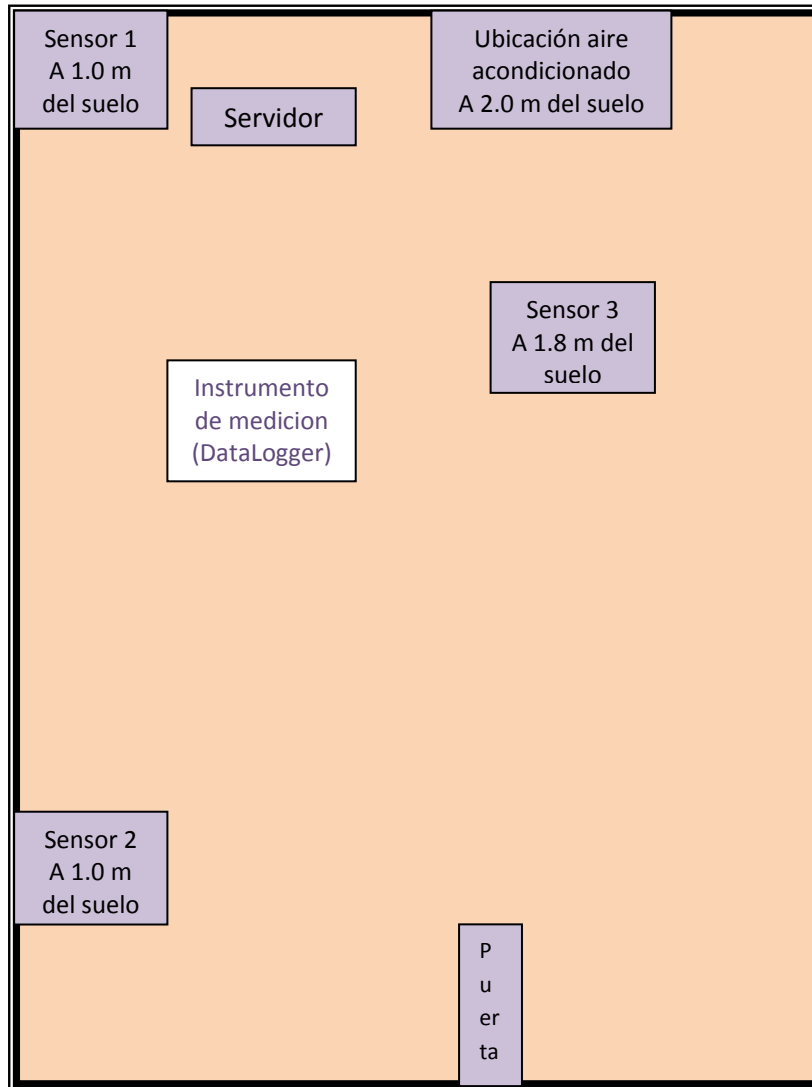 Sensor 1
A 1.0 m
del suelo
Ubicación aire
acondicionado
A 2.0 m del suelo
Servidor
Sensor 3
A 1.8 m del
suelo
Instrumento
de medicion
(DataLogger)
Sensor 2
A 1.0 m
del suelo
P
u
er
ta